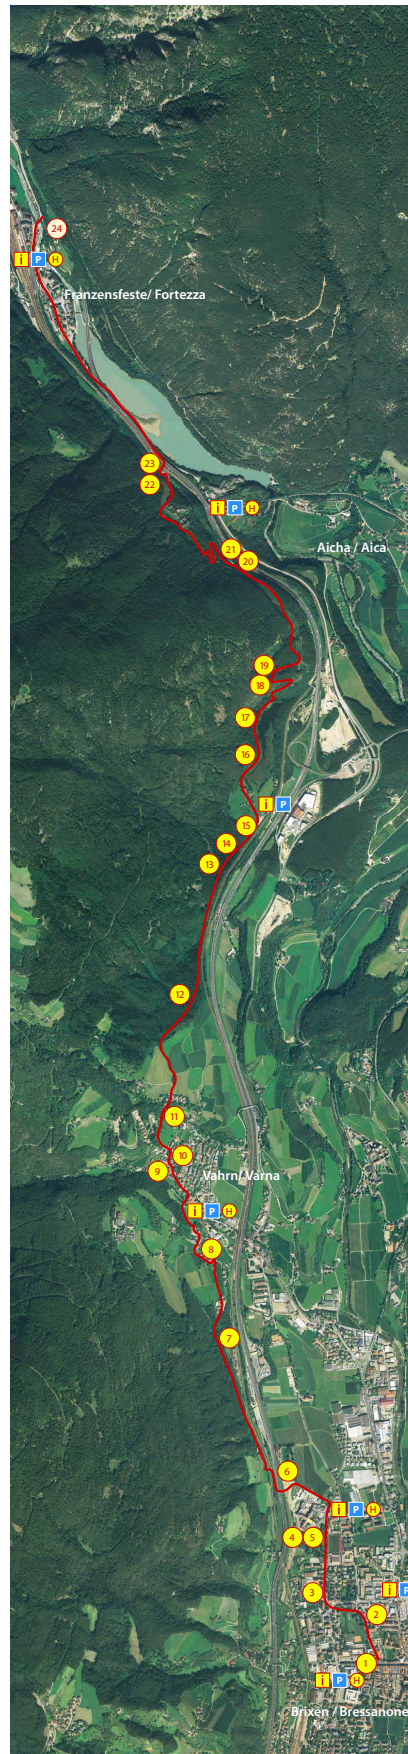 24
i P H
Franzensfeste/ Fortezza
23
22
i P H
21
20
Aicha / Aica
19
18
17
16
i P
15
14
13
12
11
10
9
Vahrn/ Varna
i P H
8
7
6
i P H
4 5
3
i P
2
1
i P H
Brixen / Bressanone